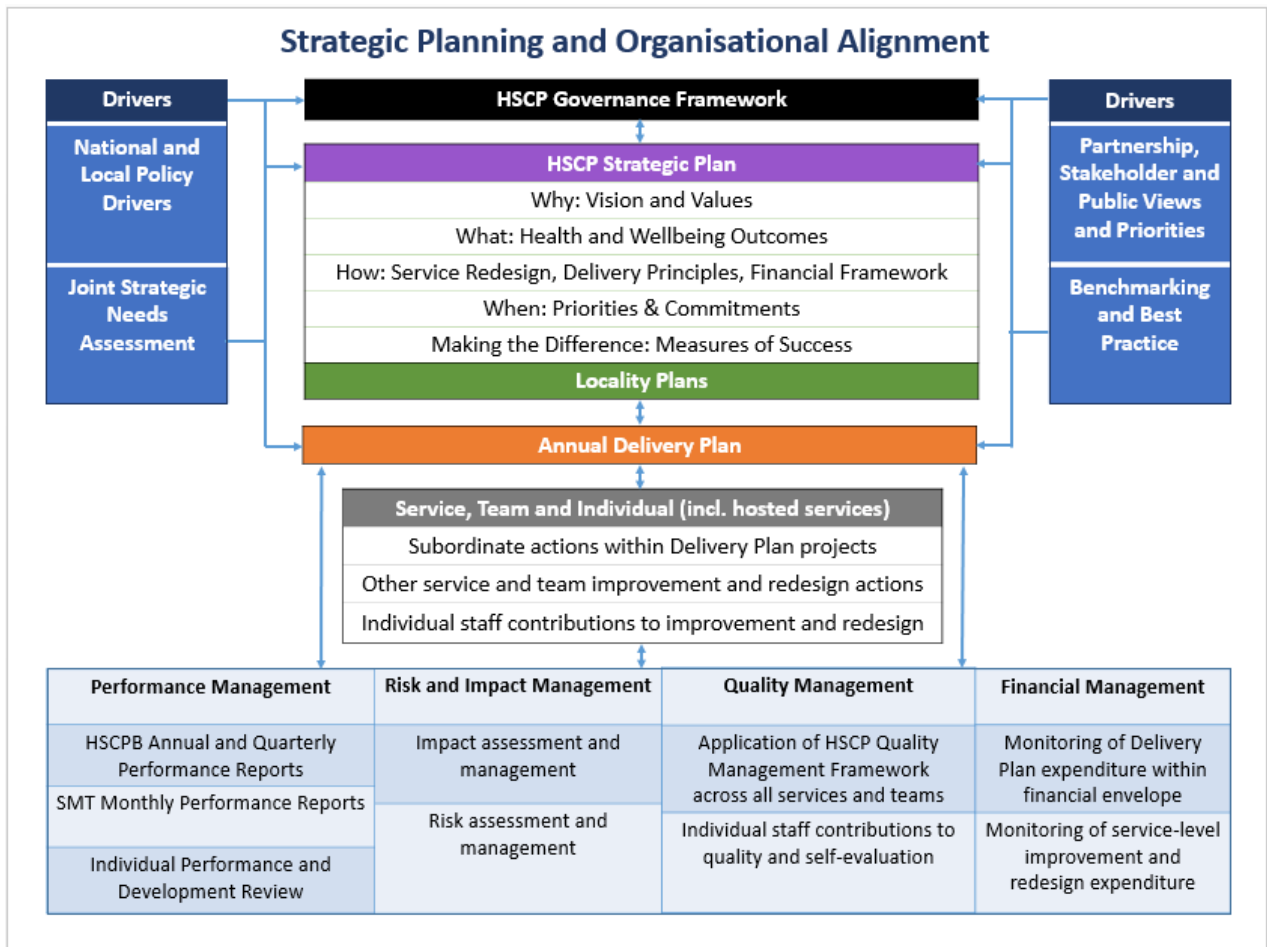 Strategic Planning and Organisational Alignment
Drivers
National and
Local Policy
Drivers
Joint Strategic
Needs
Assessment
HSCP Governance Framework
HSCP Strategic Plan
Why: Vision and Values
What: Health and Wellbeing Outcomes
How: Service Redesign, Delivery Principles, Financial Framework
When: Priorities & Commitments
Making the Difference: Measures of Success
Locality Plans
Drivers
Partnership,
Stakeholder and
Public Views
and Priorities
Benchmarking
and Best
Practice
Annual Delivery Plan
Service, Team and Individual (incl. hosted services)
Subordinate actions within Delivery Plan projects
Other service and team improvement and redesign actions
Individual staff contributions to improvement and redesign
Performance Management
HSCPB Annual and Quarterly
Performance Reports
SMT Monthly Performance Reports
Individual Performance and
Development Review
Risk and Impact Management
Impact assessment and
management
Risk assessment and
management
Quality Management
Application of HSCP Quality
Management Framework
across all services and teams
Individual staff contributions to
quality and self-evaluation
Financial Management
Monitoring of Delivery
Plan expenditure within
financial envelope
Monitoring of service-level
improvement and
redesign expenditure